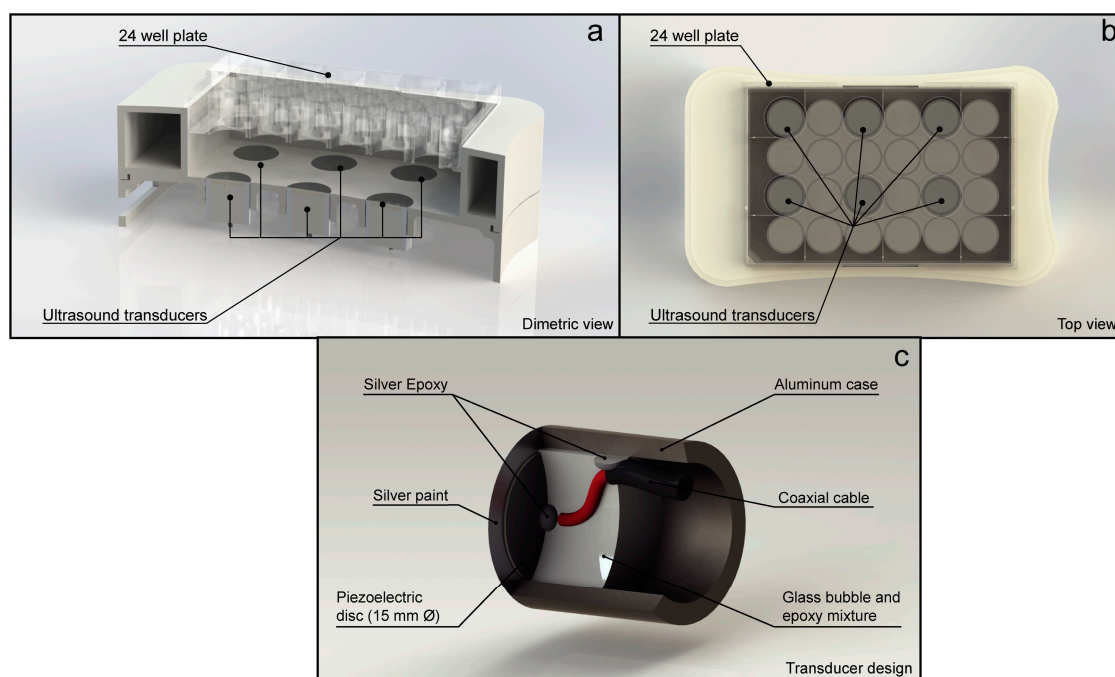 a
24 well plate
Ultrasound transducers
Dimetric view
b
24 well plate
Ultrasound transducers
Top view
c
Silver Epoxy
Aluminum case
Silver paint
Coaxial cable
Piezoelectric
disc (15 mm Ø)
Glass bubble and
epoxy mixture
Transducer design